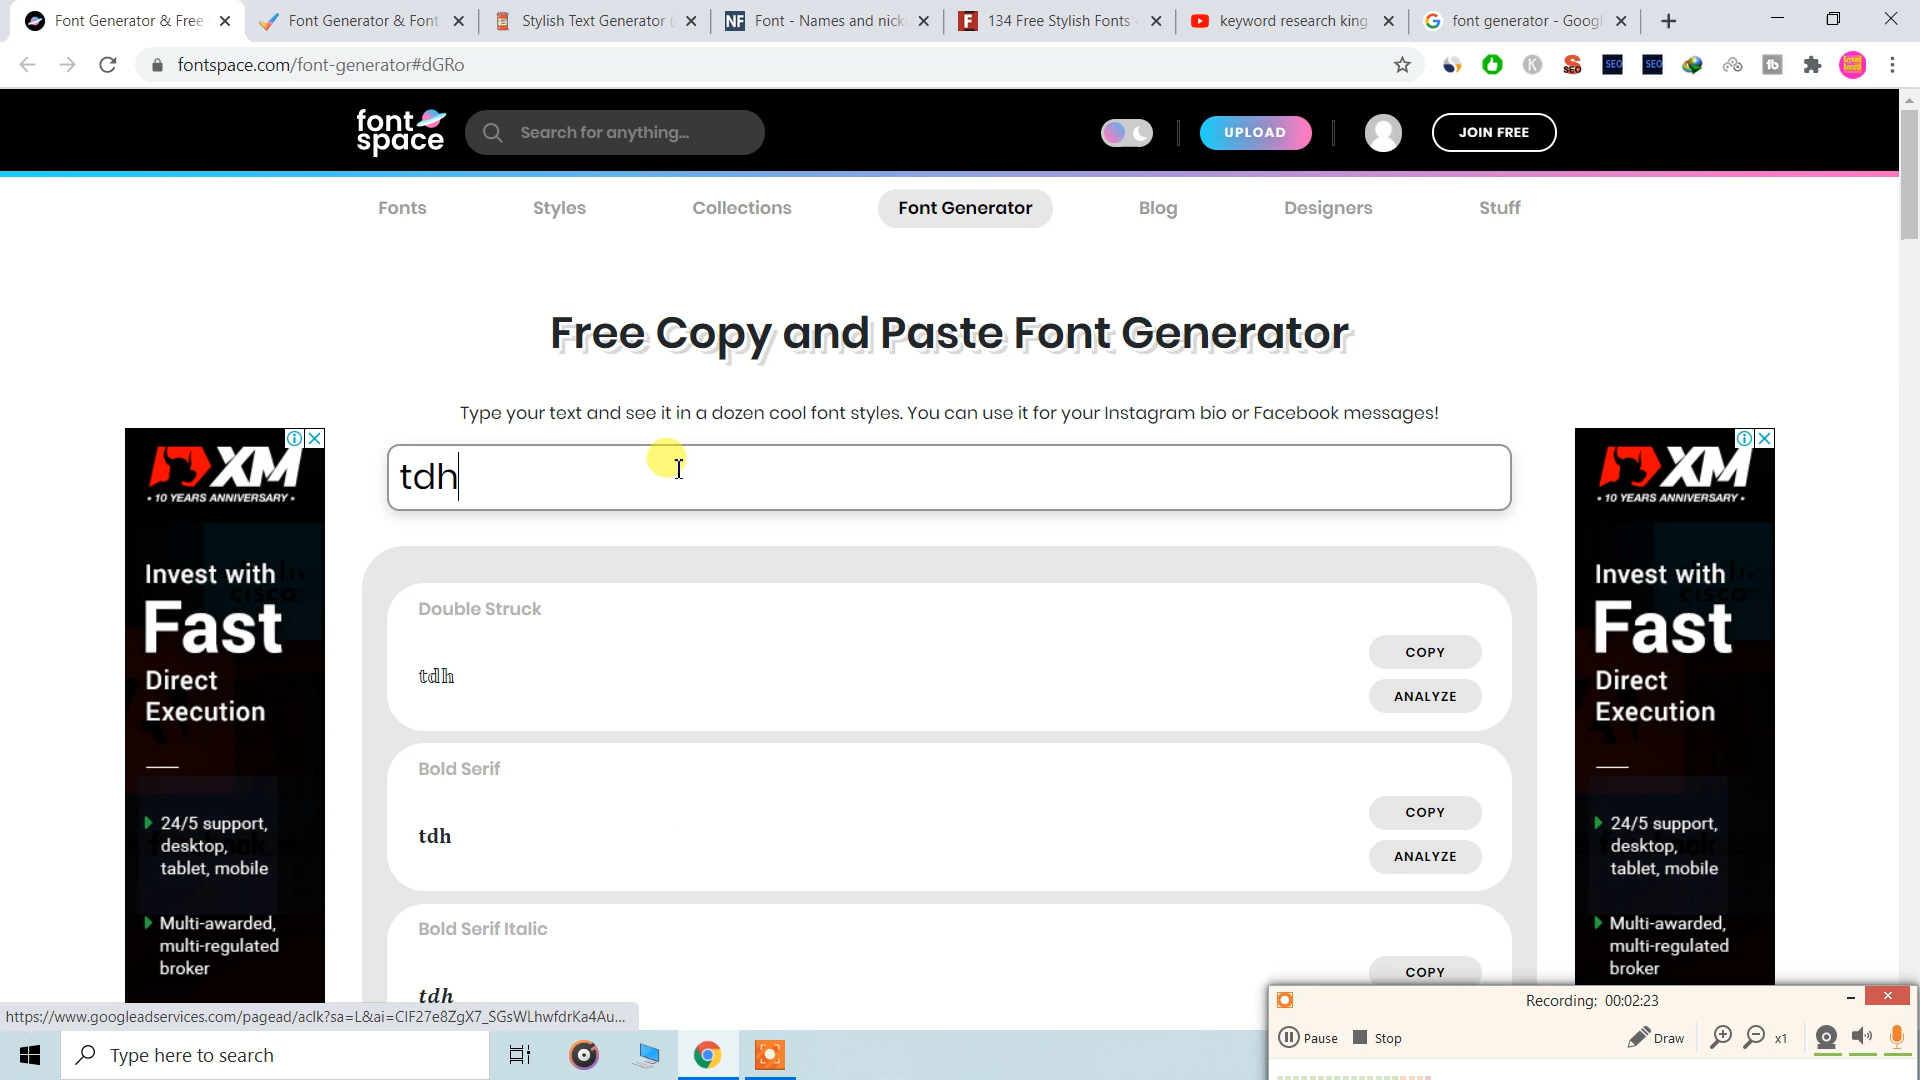 Font Generator & Free
Font Generator & Font
Stylish Text Generator (
NF Font - Names and nick
F 134 Free Stylish Fonts -
keyword research king
font generator - Googl
fontspace.com/font-generator#dGRo
font space
Search for anything...
UPLOAD
JOIN FREE
Fonts
Styles
Collections
Font Generator
Blog
Designers
Stuff
Free Copy and Paste Font Generator
Type your text and see it in a dozen cool font styles. You can use it for your Instagram bio or Facebook messages!
tdh
Double Struck
𝕥𝕕𝕙
COPY
ANALYZE
Bold Serif
𝐭𝐝𝐡
COPY
ANALYZE
Bold Serif Italic
𝒕𝒅𝒉
COPY
XM
• 10 YEARS ANNIVERSARY •
Invest with
Fast
Direct
Execution
24/5 support,
desktop,
tablet, mobile
Multi-awarded,
multi-regulated
broker
XM
• 10 YEARS ANNIVERSARY •
Invest with
Fast
Direct
Execution
24/5 support,
desktop,
tablet, mobile
Multi-awarded,
multi-regulated
broker
Recording: 00:02:23
Pause
Stop
Draw
x1
https://www.googleadservices.com/pagead/aclk?sa=L&ai=CIF27e8ZgX7_SGsWLhwfdrKa4Au...
Type here to search